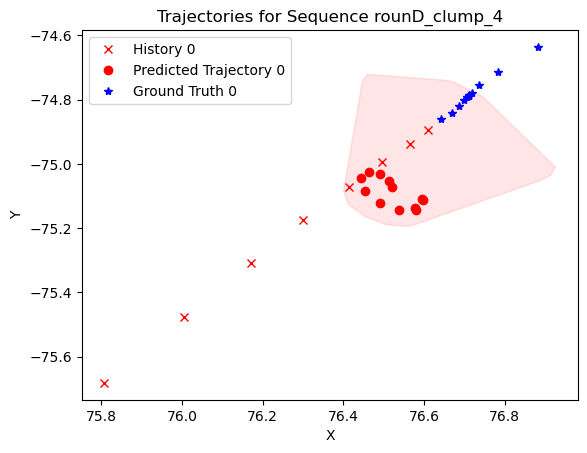 Trajectories for Sequence rounD_clump_4
History 0
Predicted Trajectory 0
Ground Truth 0
−74.6
−74.8
−75.0
−75.2
−75.4
−75.6
Y
75.8
76.0
76.2
76.4
76.6
76.8
X